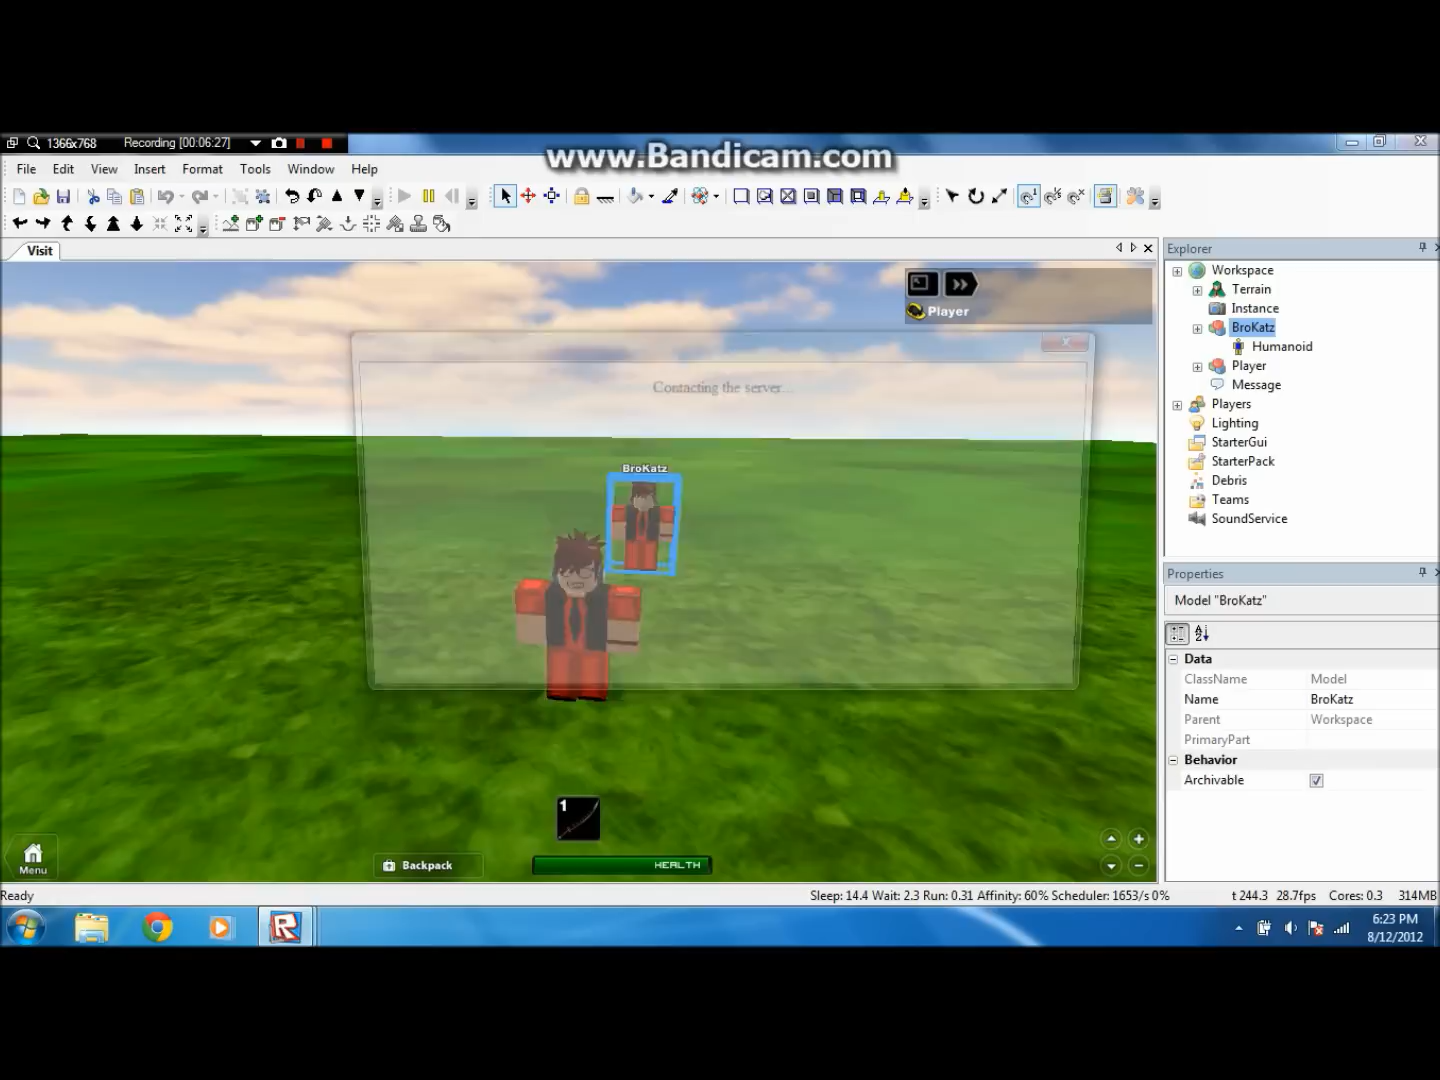 1366x768 Recording [00:06:27]
www.Bandicam.com
File Edit View Insert Format Tools Window Help
Visit
Explorer
Workspace
Terrain
Instance
BroKatz
Humanoid
Player
Message
Players
Lighting
StarterGui
StarterPack
Debris
Teams
SoundService
Player
Contacting the server...
BroKatz
Properties
Model "BroKatz"
Data
ClassName Model
Name BroKatz
Parent Workspace
PrimaryPart
Behavior
Archivable
1
Menu
Backpack
HEALTH
Ready
Sleep: 14.4 Wait: 2.3 Run: 0.31 Affinity: 60% Scheduler: 1653/s 0% t 244.3 28.7fps Cores: 0.3 314MB
6:23 PM
8/12/2012